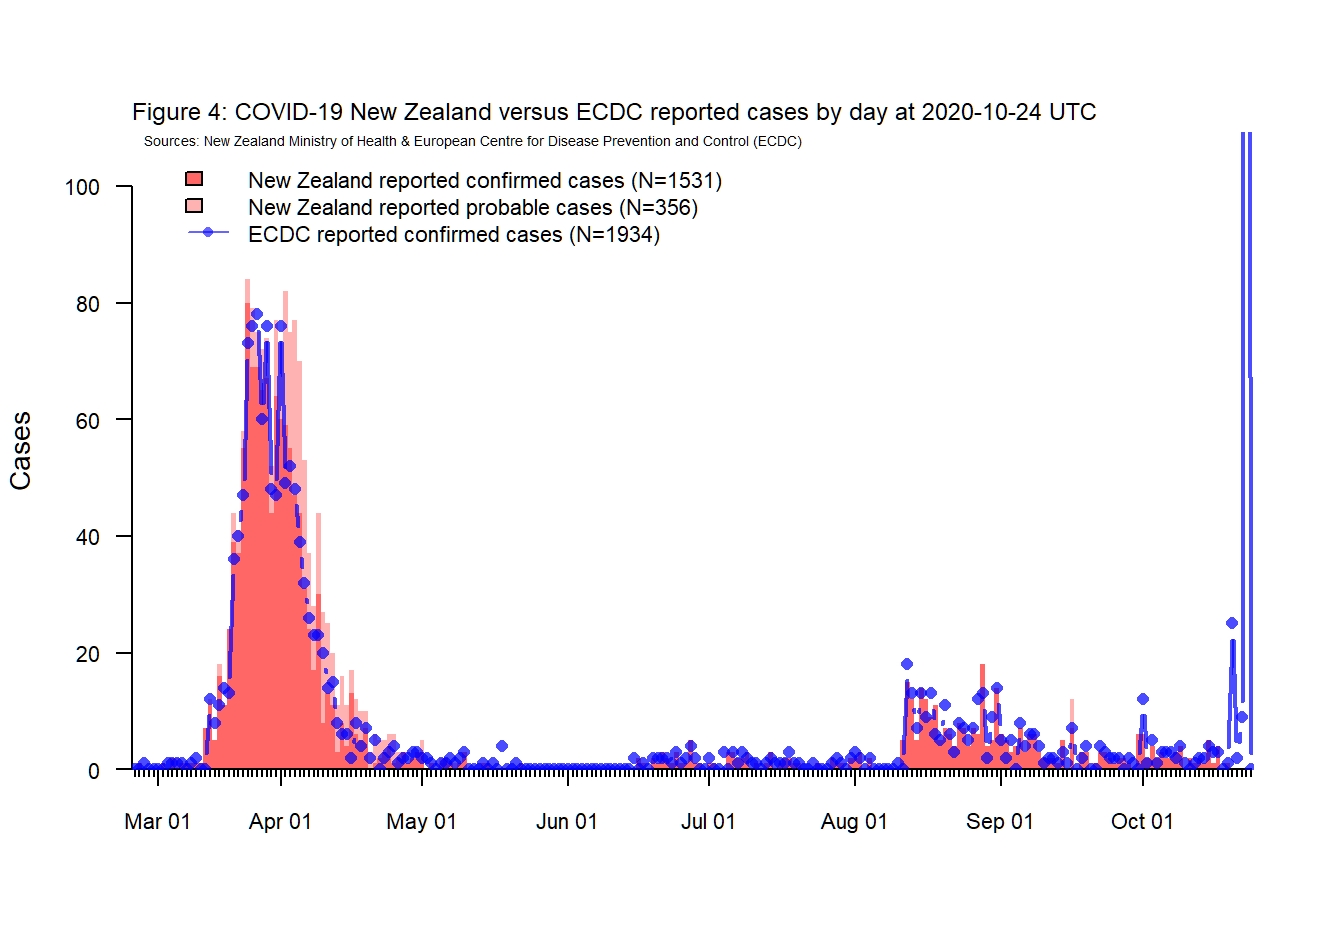 Figure 4: COVID-19 New Zealand versus ECDC reported cases by day at 2020-10-24 UTC
Sources: New Zealand Ministry of Health & European Centre for Disease Prevention and Control (ECDC)
New Zealand reported confirmed cases (N=1531)
New Zealand reported probable cases (N=356)
ECDC reported confirmed cases (N=1934)
Cases
100
80
60
40
20
0
Mar 01 Apr 01 May 01 Jun 01 Jul 01 Aug 01 Sep 01 Oct 01